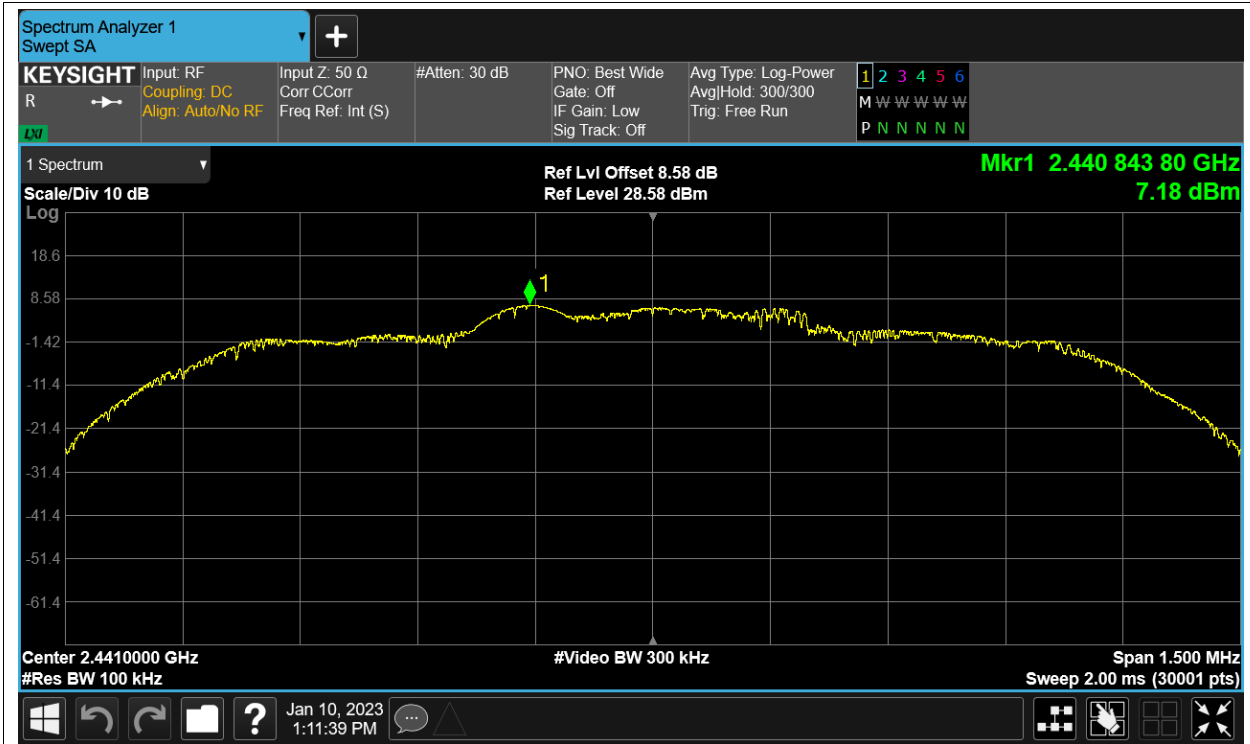 Spectrum Analyzer 1
Swept SA
+
KEYSIGHT
R
LXI
Input: RF
Coupling: DC
Align: Auto/No RF
Input Z: 50 Ω
Corr CCorr
Freq Ref: Int (S)
#Atten: 30 dB
PNO: Best Wide
Gate: Off
IF Gain: Low
Sig Track: Off
Avg Type: Log-Power
Avg|Hold: 300/300
Trig: Free Run
1 2 3 4 5 6
M W W W W W
P N N N N N
1 Spectrum
Scale/Div 10 dB
Log
Ref Lvl Offset 8.58 dB
Ref Level 28.58 dBm
Mkr1 2.440 843 80 GHz
7.18 dBm
18.6
8.58
-1.42
-11.4
-21.4
-31.4
-41.4
-51.4
-61.4
1
Center 2.4410000 GHz
#Res BW 100 kHz
#Video BW 300 kHz
Span 1.500 MHz
Sweep 2.00 ms (30001 pts)
?
Jan 10, 2023
1:11:39 PM